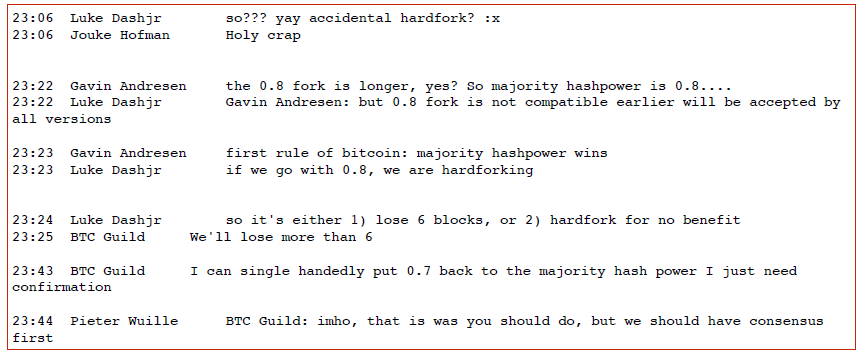 23:06 Luke Dashjr so??? yay accidental hardfork? :x
23:06 Jouke Hofman Holy crap
23:22 Gavin Andresen the 0.8 fork is longer, yes? So majority hashpower is 0.8....
23:22 Luke Dashjr Gavin Andresen: but 0.8 fork is not compatible earlier will be accepted by
all versions
23:23 Gavin Andresen first rule of bitcoin: majority hashpower wins
23:23 Luke Dashjr if we go with 0.8, we are hardforking
23:24 Luke Dashjr so it's either 1) lose 6 blocks, or 2) hardfork for no benefit
23:25 BTC Guild We'll lose more than 6
23:43 BTC Guild I can single handedly put 0.7 back to the majority hash power I just need
confirmation
23:44 Pieter Wuille BTC Guild: imho, that is was you should do, but we should have consensus
first